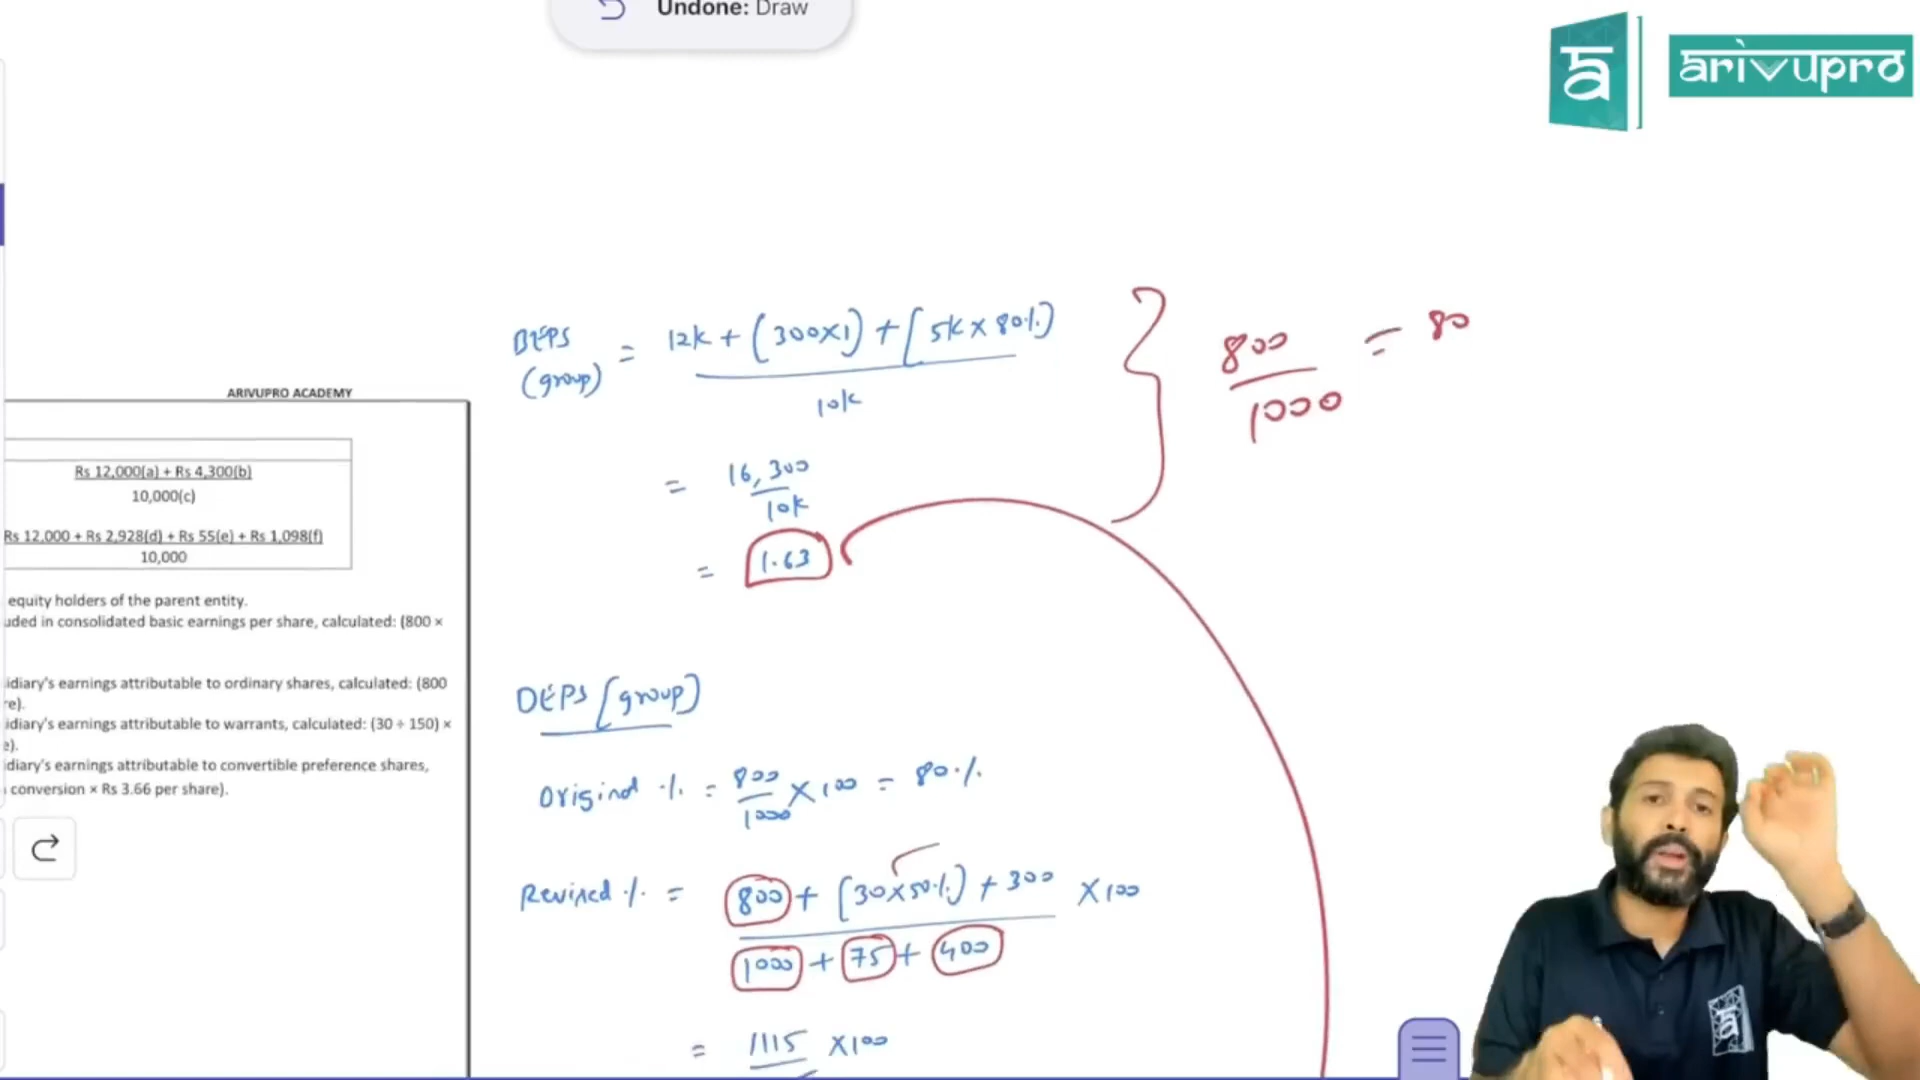 Undone: Draw
ā
arivupro
BEPS
(group)
= 12k + (300×1) + [5k × 80%)
10k
= 16,300
10k
= 1.63
800
1000
= 80
ARIVUPRO ACADEMY
Rs 12,000(a) + Rs 4,300(b)
10,000(c)
Rs 12,000 + Rs 2,928(d) + Rs 55(e) + Rs 1,098(f)
10,000
equity holders of the parent entity.
uded in consolidated basic earnings per share, calculated: (800 ×
idiary's earnings attributable to ordinary shares, calculated: (800
re).
idiary's earnings attributable to warrants, calculated: (30 ÷ 150) ×
e).
diary's earnings attributable to convertible preference shares,
conversion × Rs 3.66 per share).
DEPS [group)
Original % = 800
1000
× 100 = 80%
Revised % = 800 + (30×50%) + 300 × 100
1000 + 75 + 400
= 1115 × 100